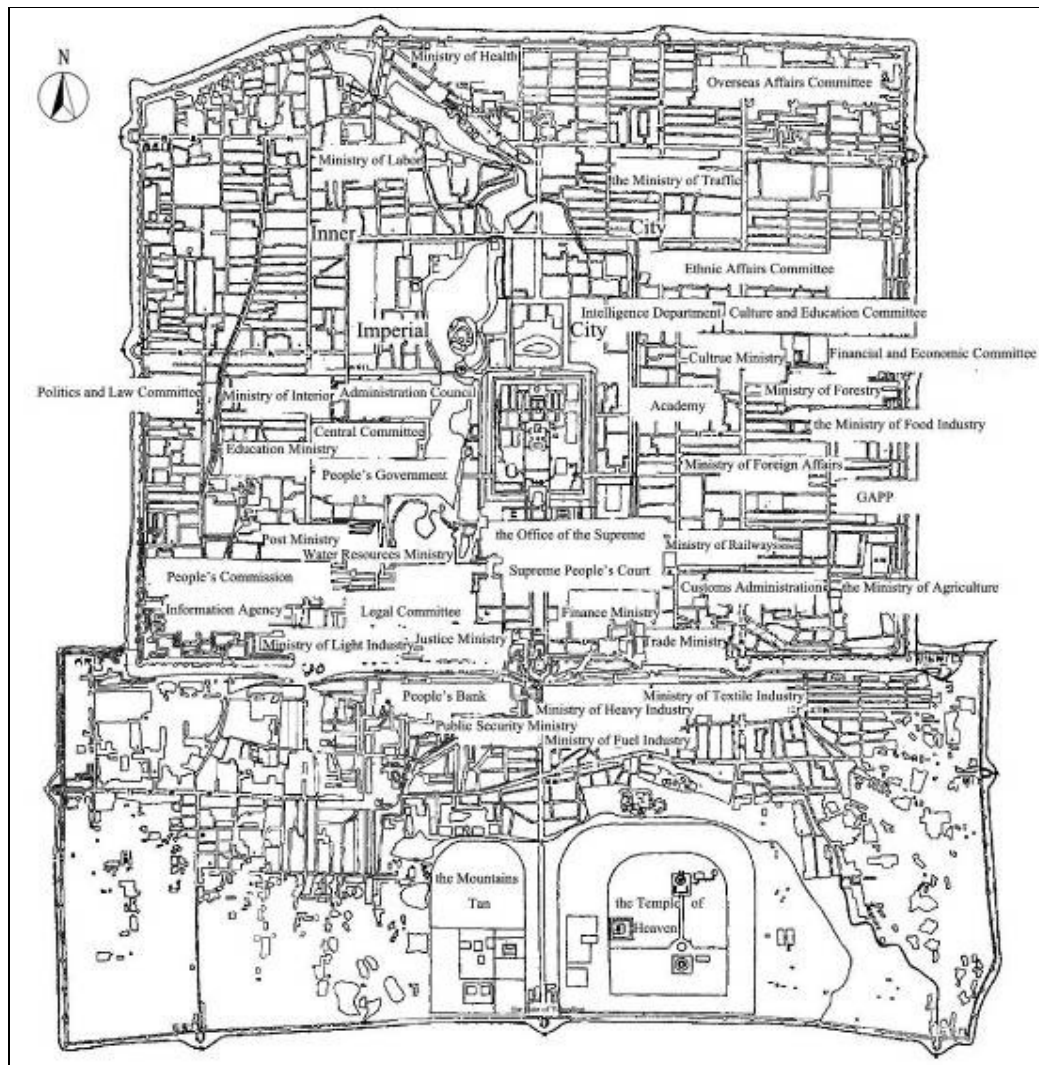 N
Ministry of Health
Overseas Affairs Committee
Ministry of Labor
the Ministry of Traffic
Inner
City
Ethnic Affairs Committee
Intelligence Department
Culture and Education Committee
Imperial
City
Cultrue Ministry
Financial and Economic Committee
Politics and Law Committee
Ministry of Interior
Administration Council
Ministry of Forestry
Academy
the Ministry of Food Industry
Central Committee
Education Ministry
Ministry of Foreign Affairs
People's Government
GAPP
Post Ministry
the Office of the Supreme
Ministry of Railways
Water Resources Ministry
People's Commission
Supreme People's Court
Customs Administration
the Ministry of Agriculture
Information Agency
Legal Committee
Finance Ministry
Ministry of Light Industry
Justice Ministry
Trade Ministry
People's Bank
Ministry of Textile Industry
Ministry of Heavy Industry
Public Security Ministry
Ministry of Fuel Industry
the Mountains
Tan
the Temple of
Heaven